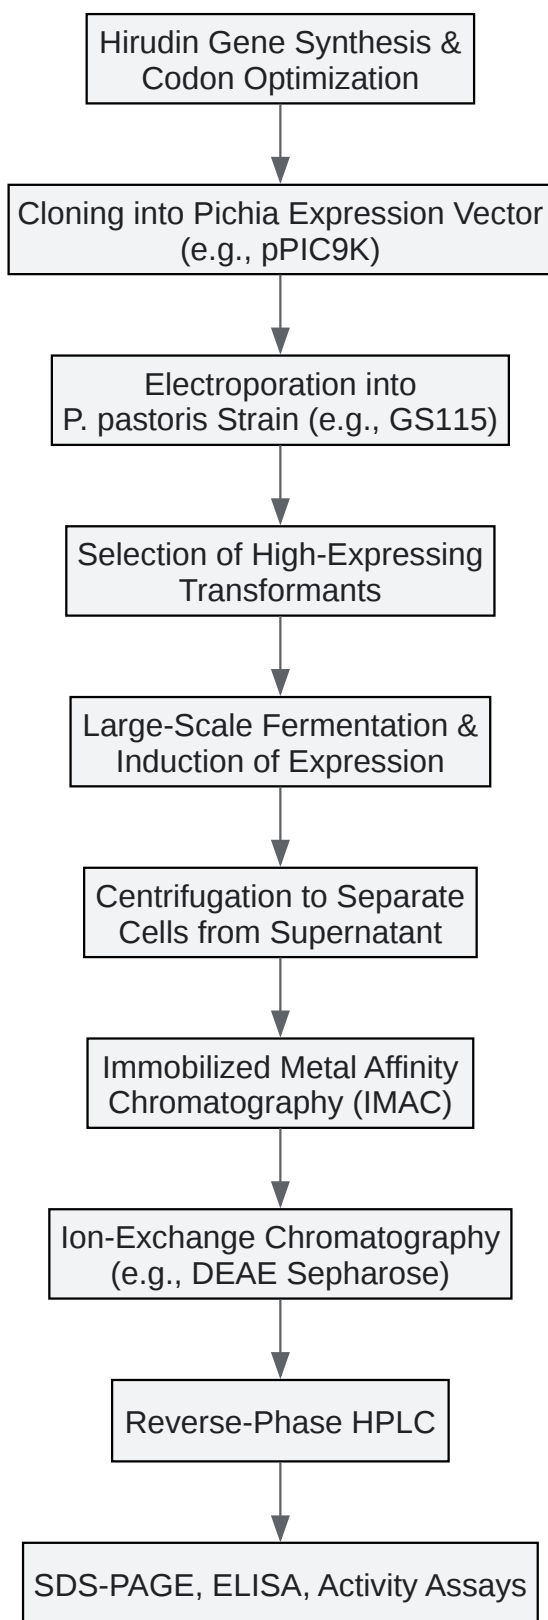 Hirudin Gene Synthesis &
Codon Optimization
Cloning into Pichia Expression Vector
(e.g., pPIC9K)
Electroporation into
P. pastoris Strain (e.g., GS115)
Selection of High-Expressing
Transformants
Large-Scale Fermentation &
Induction of Expression
Centrifugation to Separate
Cells from Supernatant
Immobilized Metal Affinity
Chromatography (IMAC)
Ion-Exchange Chromatography
(e.g., DEAE Sepharose)
Reverse-Phase HPLC
SDS-PAGE, ELISA, Activity Assays